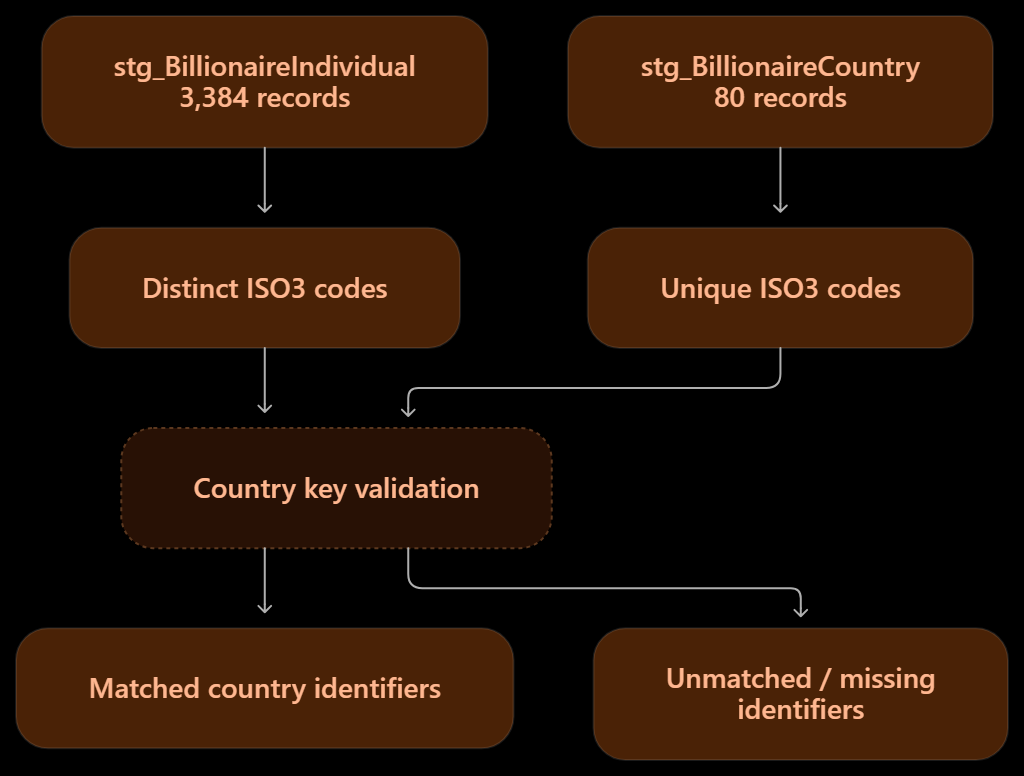 stg_BillionaireIndividual
3,384 records
stg_BillionaireCountry
80 records
Distinct ISO3 codes
Unique ISO3 codes
Country key validation
Matched country identifiers
Unmatched / missing
identifiers